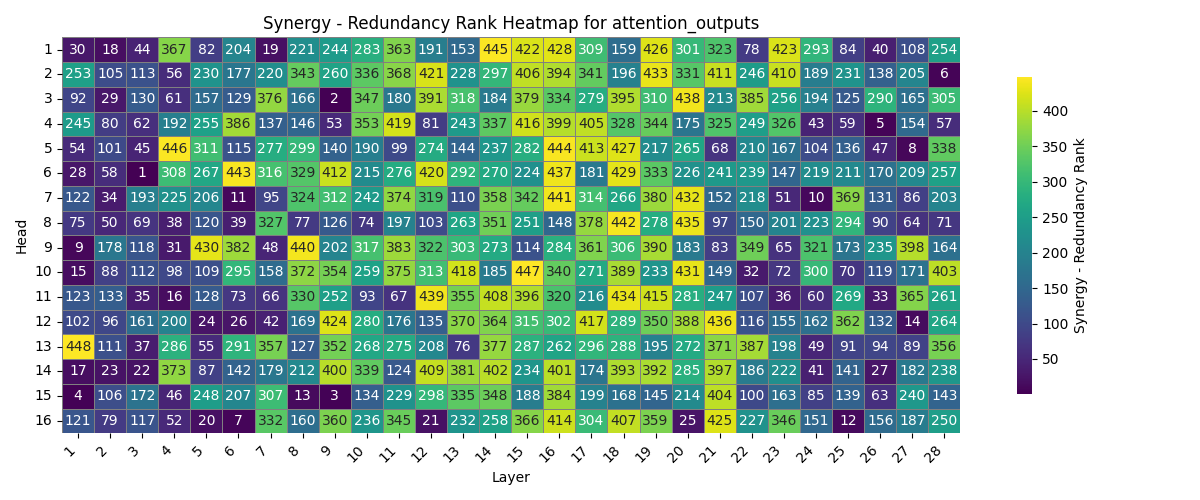 Synergy - Redundancy Rank Heatmap for attention_outputs
1 30 18 44 367 82 204 19 221 244 283 363 191 153 445 422 428 309 159 426 301 323 78 423 293 84 40 108 254
2 253 105 113 56 230 177 220 343 260 336 368 421 228 297 406 394 341 196 433 331 411 246 410 189 231 138 205 6
3 92 29 130 61 157 129 376 166 2 347 180 391 318 184 379 334 279 395 310 438 213 385 256 194 125 290 165 305
4 245 80 62 192 255 386 137 146 53 353 419 81 243 337 416 399 405 328 344 175 325 249 326 43 59 5 154 57
5 54 101 45 446 311 115 277 299 140 190 99 274 144 237 282 444 413 427 217 265 68 210 167 104 136 47 8 338
6 28 58 1 308 267 443 316 329 412 215 276 420 292 270 224 437 181 429 333 226 241 239 147 219 211 170 209 257
7 122 34 193 225 206 11 95 324 312 242 374 319 110 358 342 441 314 327 380 432 152 218 51 10 369 131 86 203
8 75 50 69 38 120 39 327 77 126 74 197 103 263 351 251 148 378 442 278 435 97 150 201 223 294 90 64 71
9 9 178 118 31 430 382 48 440 202 317 383 322 303 273 114 284 361 306 390 183 83 349 65 321 173 235 398 164
10 15 88 112 98 109 295 158 372 354 259 375 313 418 185 447 340 271 389 233 431 149 32 72 300 70 119 171 403
11 123 133 35 16 128 73 66 330 252 93 67 439 355 408 396 320 216 434 415 281 247 107 36 60 269 33 365 261
12 102 96 161 200 24 26 42 169 424 280 176 135 370 364 315 302 417 289 350 388 436 116 155 162 362 132 14 264
13 448 111 37 286 55 291 357 127 352 268 275 208 76 377 287 262 296 288 195 272 371 387 198 49 91 94 89 356
14 17 23 22 373 87 142 179 212 400 339 124 409 381 402 234 401 174 393 392 285 397 186 222 41 141 27 182 238
15 4 106 172 46 248 207 307 13 3 134 229 298 335 348 188 384 199 168 145 214 404 100 163 85 139 63 240 143
16 121 79 117 52 20 7 332 160 360 236 345 21 232 258 366 414 304 407 359 25 425 227 346 151 12 156 187 250
1 2 3 4 5 6 7 8 9 10 11 12 13 14 15 16 17 18 19 20 21 22 23 24 25 26 27 28
Layer
Head
400
350
300
250
200
150
100
50
Synergy - Redundancy Rank